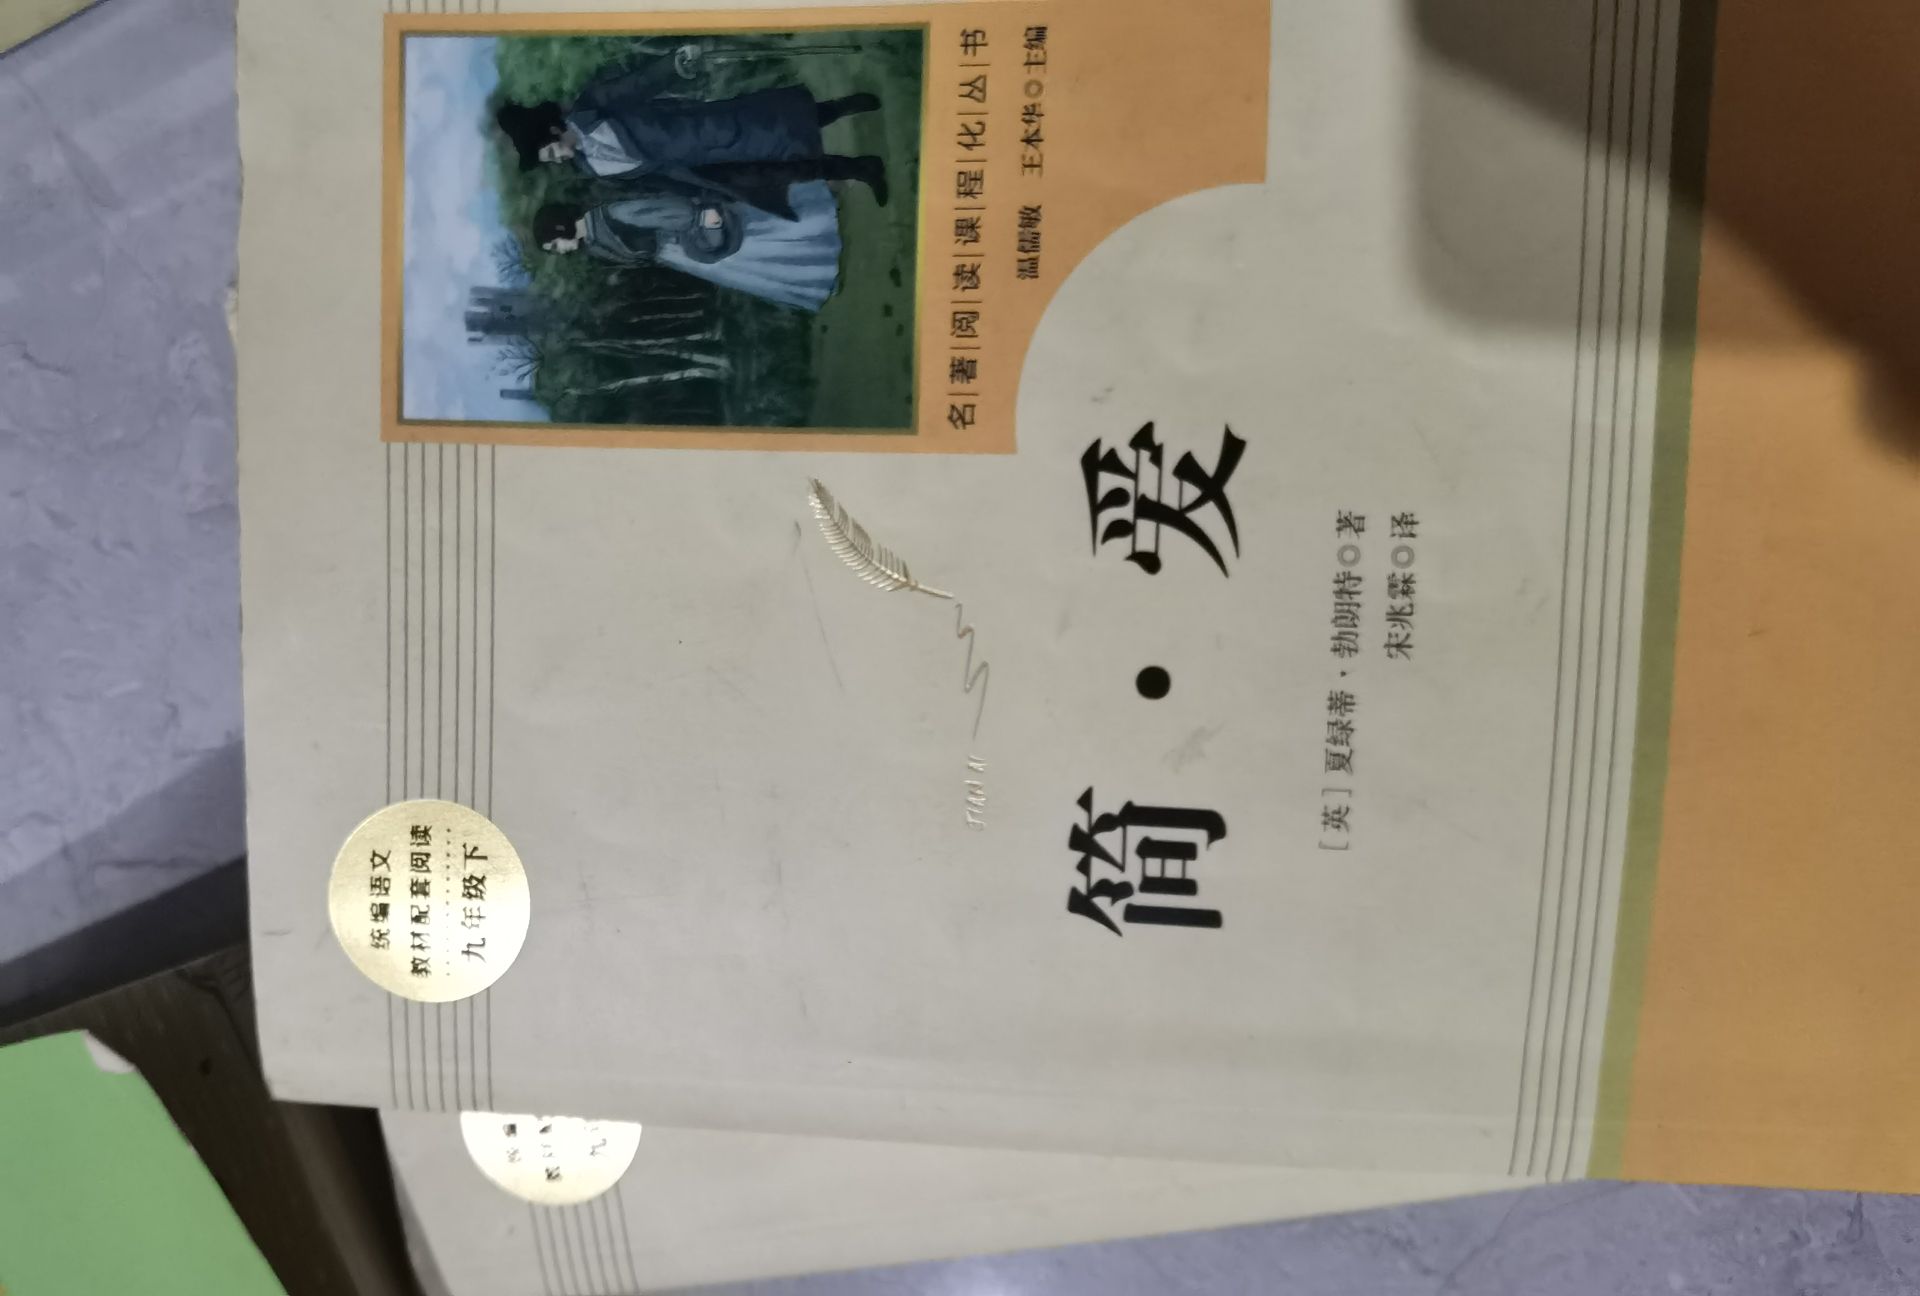 统编语文
教材配套阅读
九年级下
名|著|阅|读|课|程|化|丛|书
温儒敏 王本华◎主编
JIAN AI
简·爱
[英]夏绿蒂·勃朗特◎著
宋兆霖◎译
统编